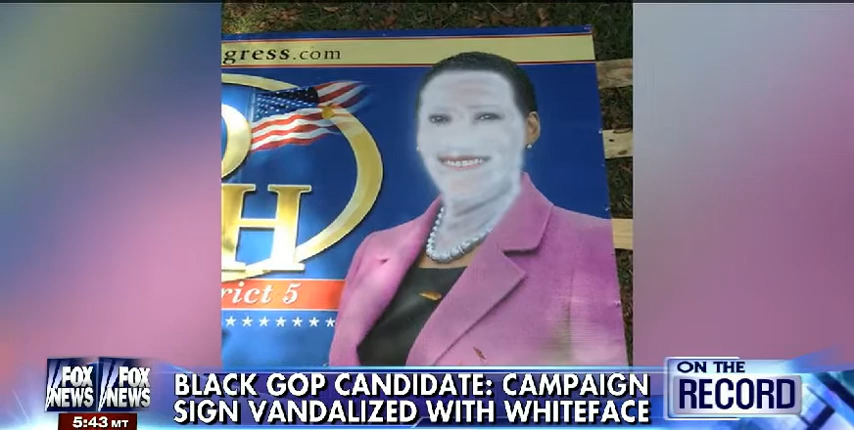 gress.com
O
H
rict 5
FOX NEWS
FOX NEWS
5:43 MT
BLACK GOP CANDIDATE: CAMPAIGN
SIGN VANDALIZED WITH WHITEFACE
ON THE
RECORD